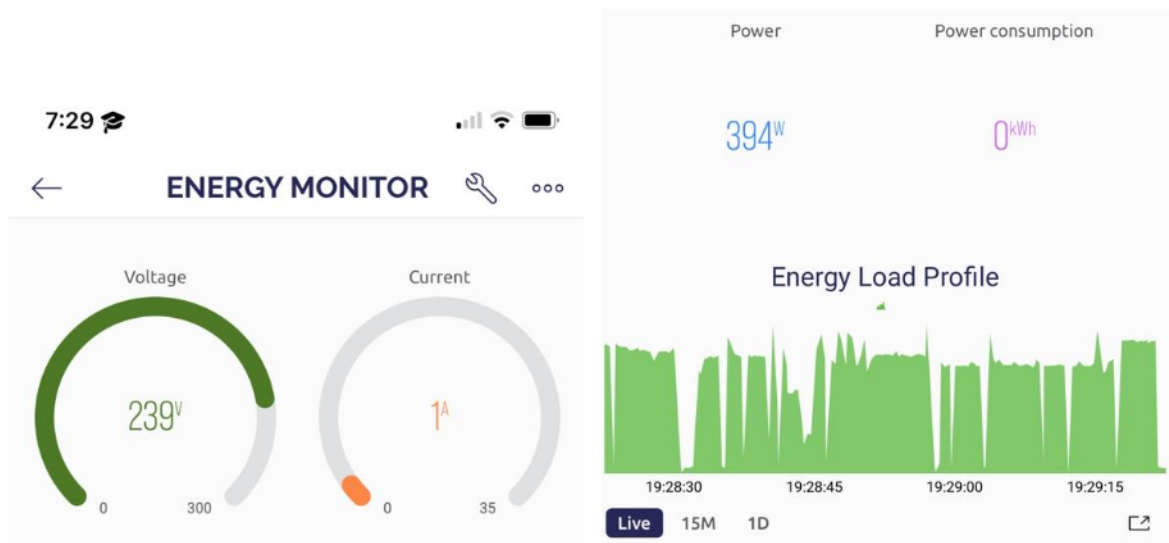 7:29
ENERGY MONITOR
Voltage
Current
239V
1A
0
300
0
35
Power
Power consumption
394W
0kWh
Energy Load Profile
19:28:30
19:28:45
19:29:00
19:29:15
Live
15M
1D